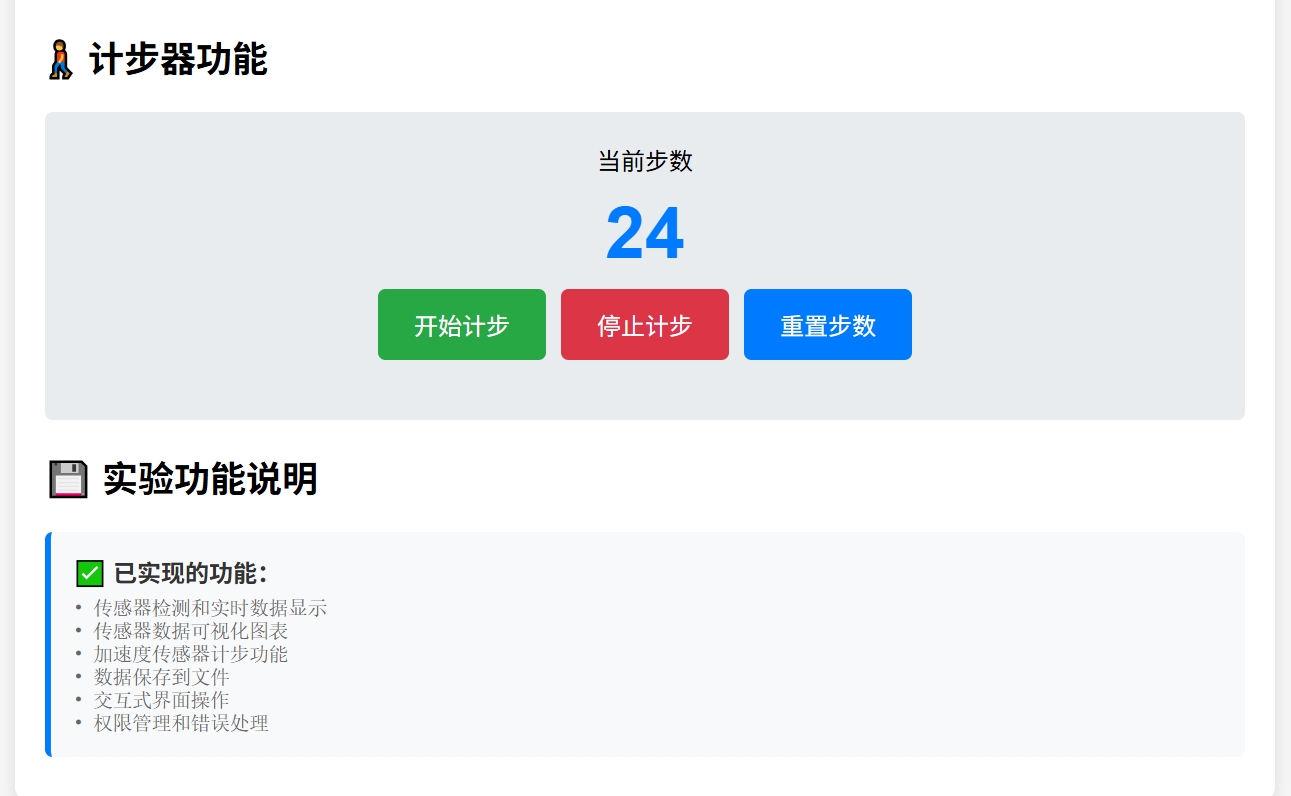 计步器功能
当前步数
24
开始计步 停止计步 重置步数
实验功能说明
已实现的功能：
• 传感器检测和实时数据显示
• 传感器数据可视化图表
• 加速度传感器计步功能
• 数据保存到文件
• 交互式界面操作
• 权限管理和错误处理